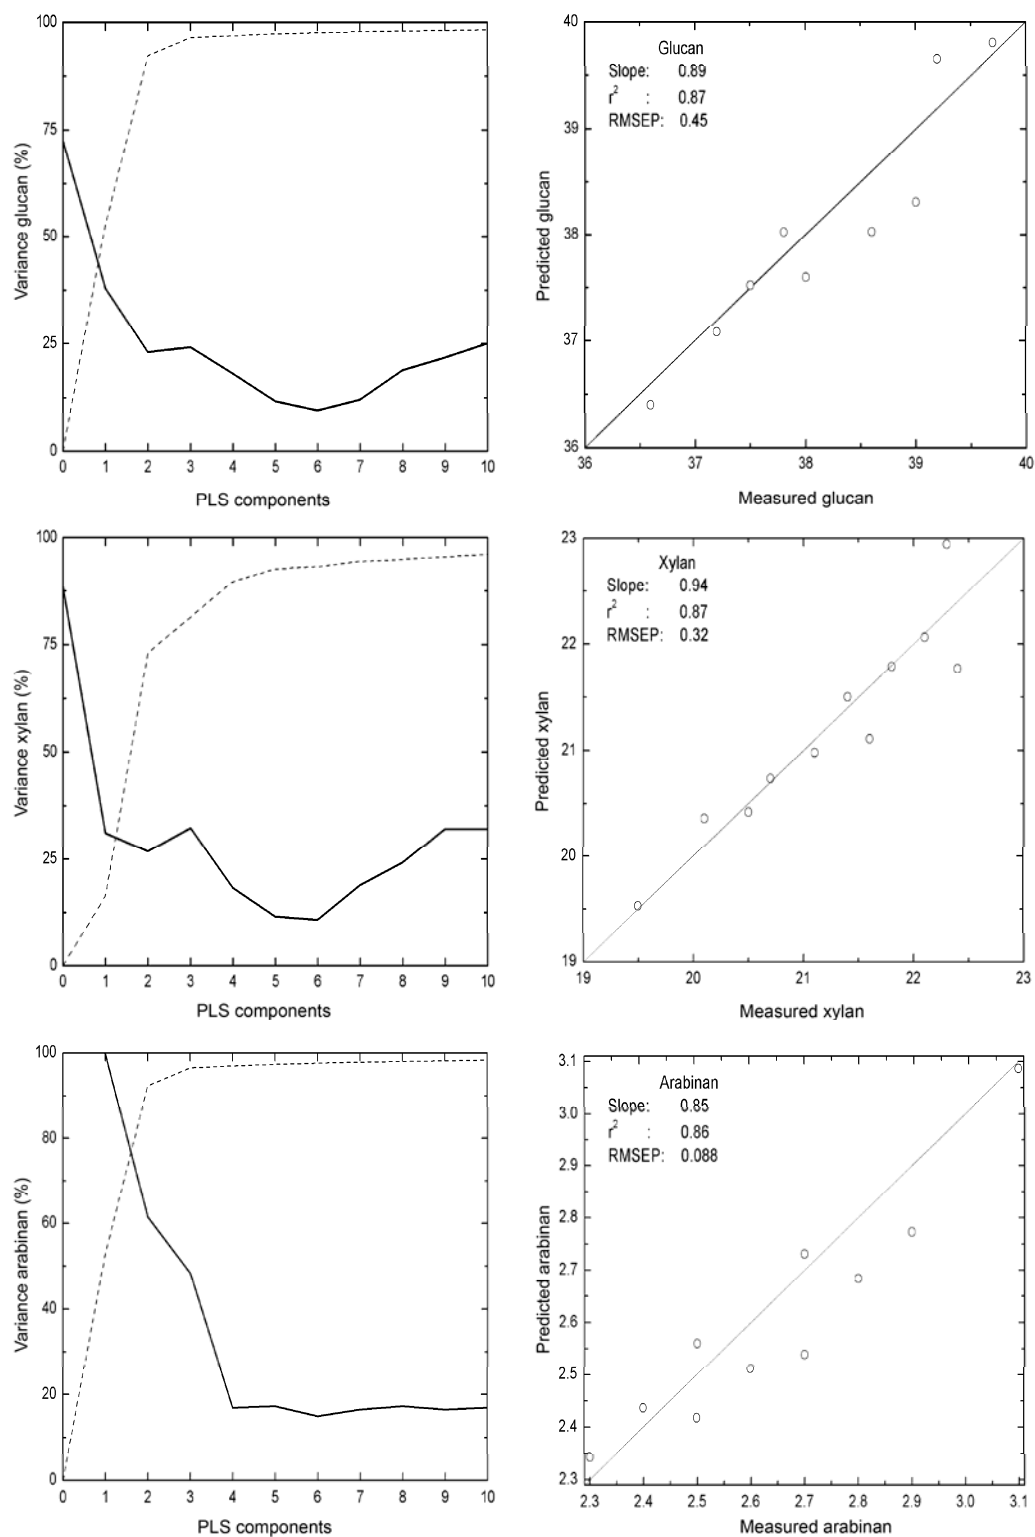 100
75
50
25
0
Variance glucan (%)
0 1 2 3 4 5 6 7 8 9 10
PLS components
40
39
38
37
36
Predicted glucan
Glucan
Slope: 0.89
r² : 0.87
RMSEP: 0.45
36 37 38 39 40
Measured glucan
100
75
50
25
0
Variance xylan (%)
0 1 2 3 4 5 6 7 8 9 10
PLS components
23
22
21
20
19
Predicted xylan
Xylan
Slope: 0.94
r² : 0.87
RMSEP: 0.32
19 20 21 22 23
Measured xylan
100
80
60
40
20
0
Variance arabinan (%)
0 1 2 3 4 5 6 7 8 9 10
PLS components
3.1
3.0
2.9
2.8
2.7
2.6
2.5
2.4
2.3
Predicted arabinan
Arabinan
Slope: 0.85
r² : 0.86
RMSEP: 0.088
2.3 2.4 2.5 2.6 2.7 2.8 2.9 3.0 3.1
Measured arabinan